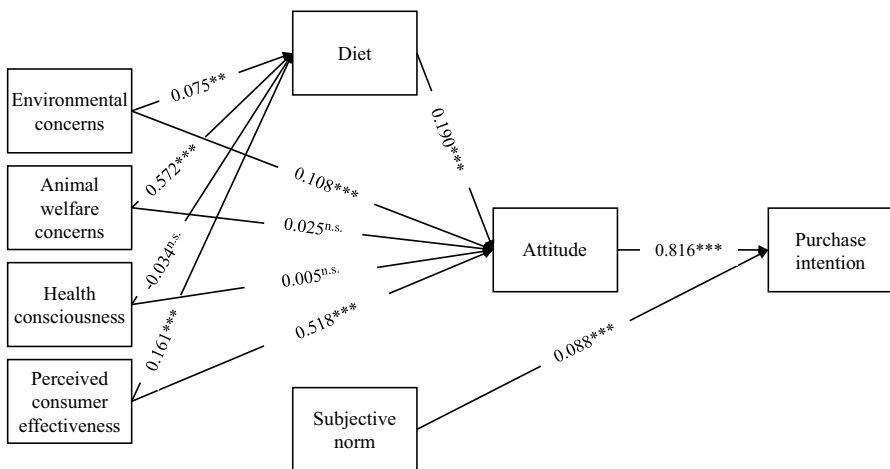 Diet
Environmental
concerns
0.075**
0.572***
0.190***
0.108***
Animal
welfare
concerns
0.025n.s.
-0.034n.s.
Attitude
0.816***
Purchase
intention
Health
consciousness
0.005n.s.
0.518***
0.161***
0.088***
Perceived
consumer
effectiveness
Subjective
norm